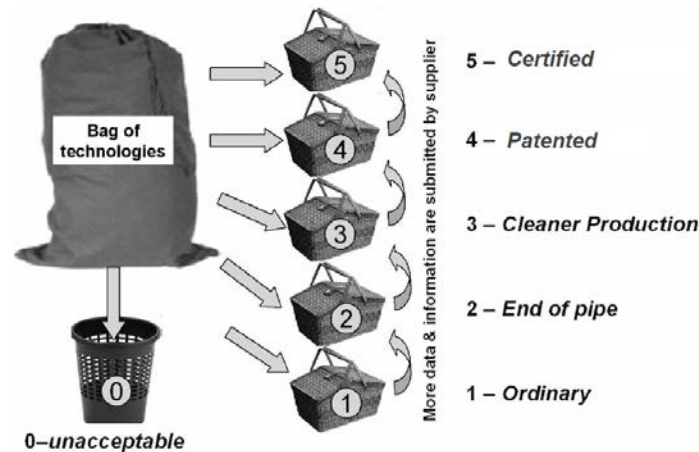 Bag of
technologies
5
4
3
2
1
0
0–unacceptable
More data & information are submitted by supplier
5 – Certified
4 – Patented
3 – Cleaner Production
2 – End of pipe
1 – Ordinary